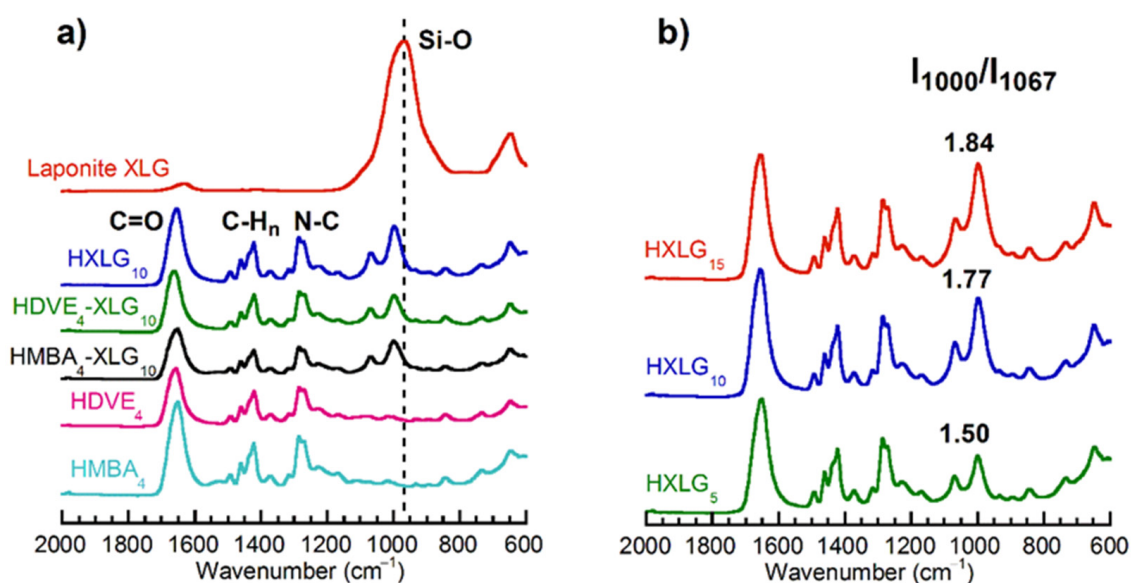 a)
Si-O
Laponite XLG
C=O
C-Hₙ
N-C
HXLG₁₀
HDVE₄-XLG₁₀
HMBA₄-XLG₁₀
HDVE₄
HMBA₄
2000 1800 1600 1400 1200 1000 800 600
Wavenumber (cm⁻¹)
b)
I₁₀₀₀/I₁₀₆₇
1.84
HXLG₁₅
1.77
HXLG₁₀
1.50
HXLG₅
2000 1800 1600 1400 1200 1000 800 600
Wavenumber (cm⁻¹)